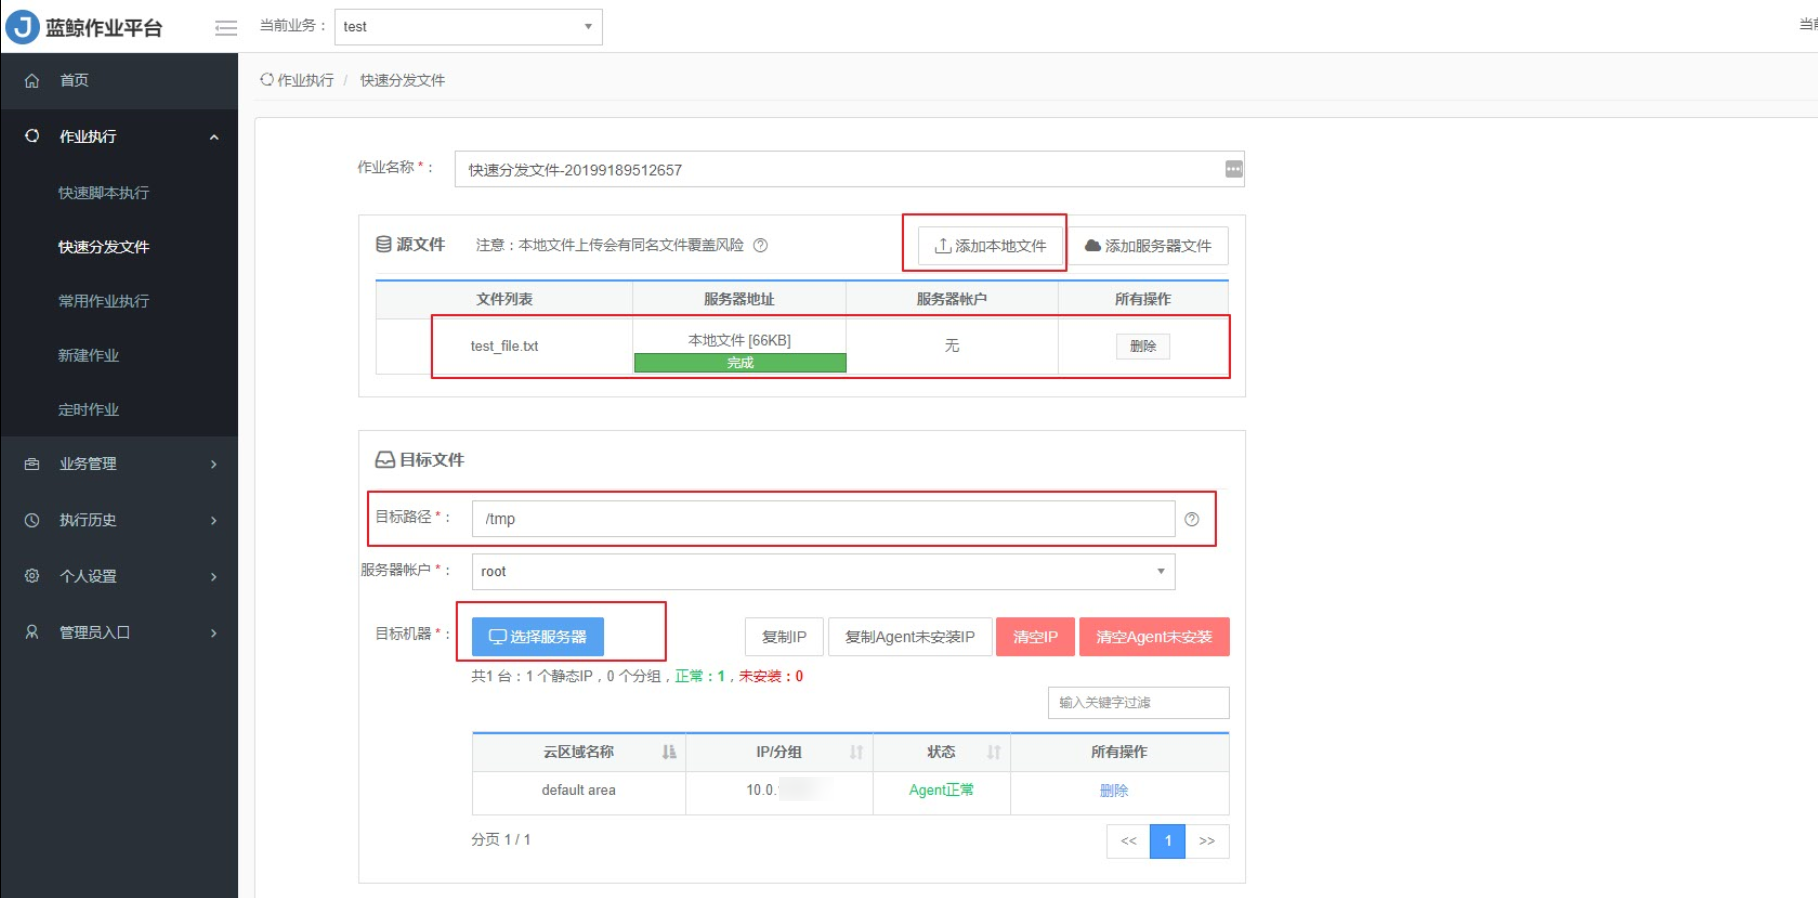 J 蓝鲸作业平台
当前业务： test
当前
首页
作业执行
快速脚本执行
快速分发文件
常用作业执行
新建作业
定时作业
业务管理
执行历史
个人设置
管理员入口
作业执行 / 快速分发文件
作业名称 *： 快速分发文件-20199189512657
源文件 注意：本地文件上传会有同名文件覆盖风险 添加本地文件 添加服务器文件
文件列表 服务器地址 服务器帐户 所有操作
test_file.txt 本地文件 [66KB] 无 删除
完成
目标文件
目标路径 *： /tmp
服务器帐户 *： root
目标机器 *： 选择服务器 复制IP 复制Agent未安装IP 清空IP 清空Agent未安装
共1 台：1 个静态IP，0 个分组，正常：1，未安装：0
输入关键字过滤
云区域名称 IP/分组 状态 所有操作
default area 10.0. Agent正常 删除
分页 1 / 1 << 1 >>